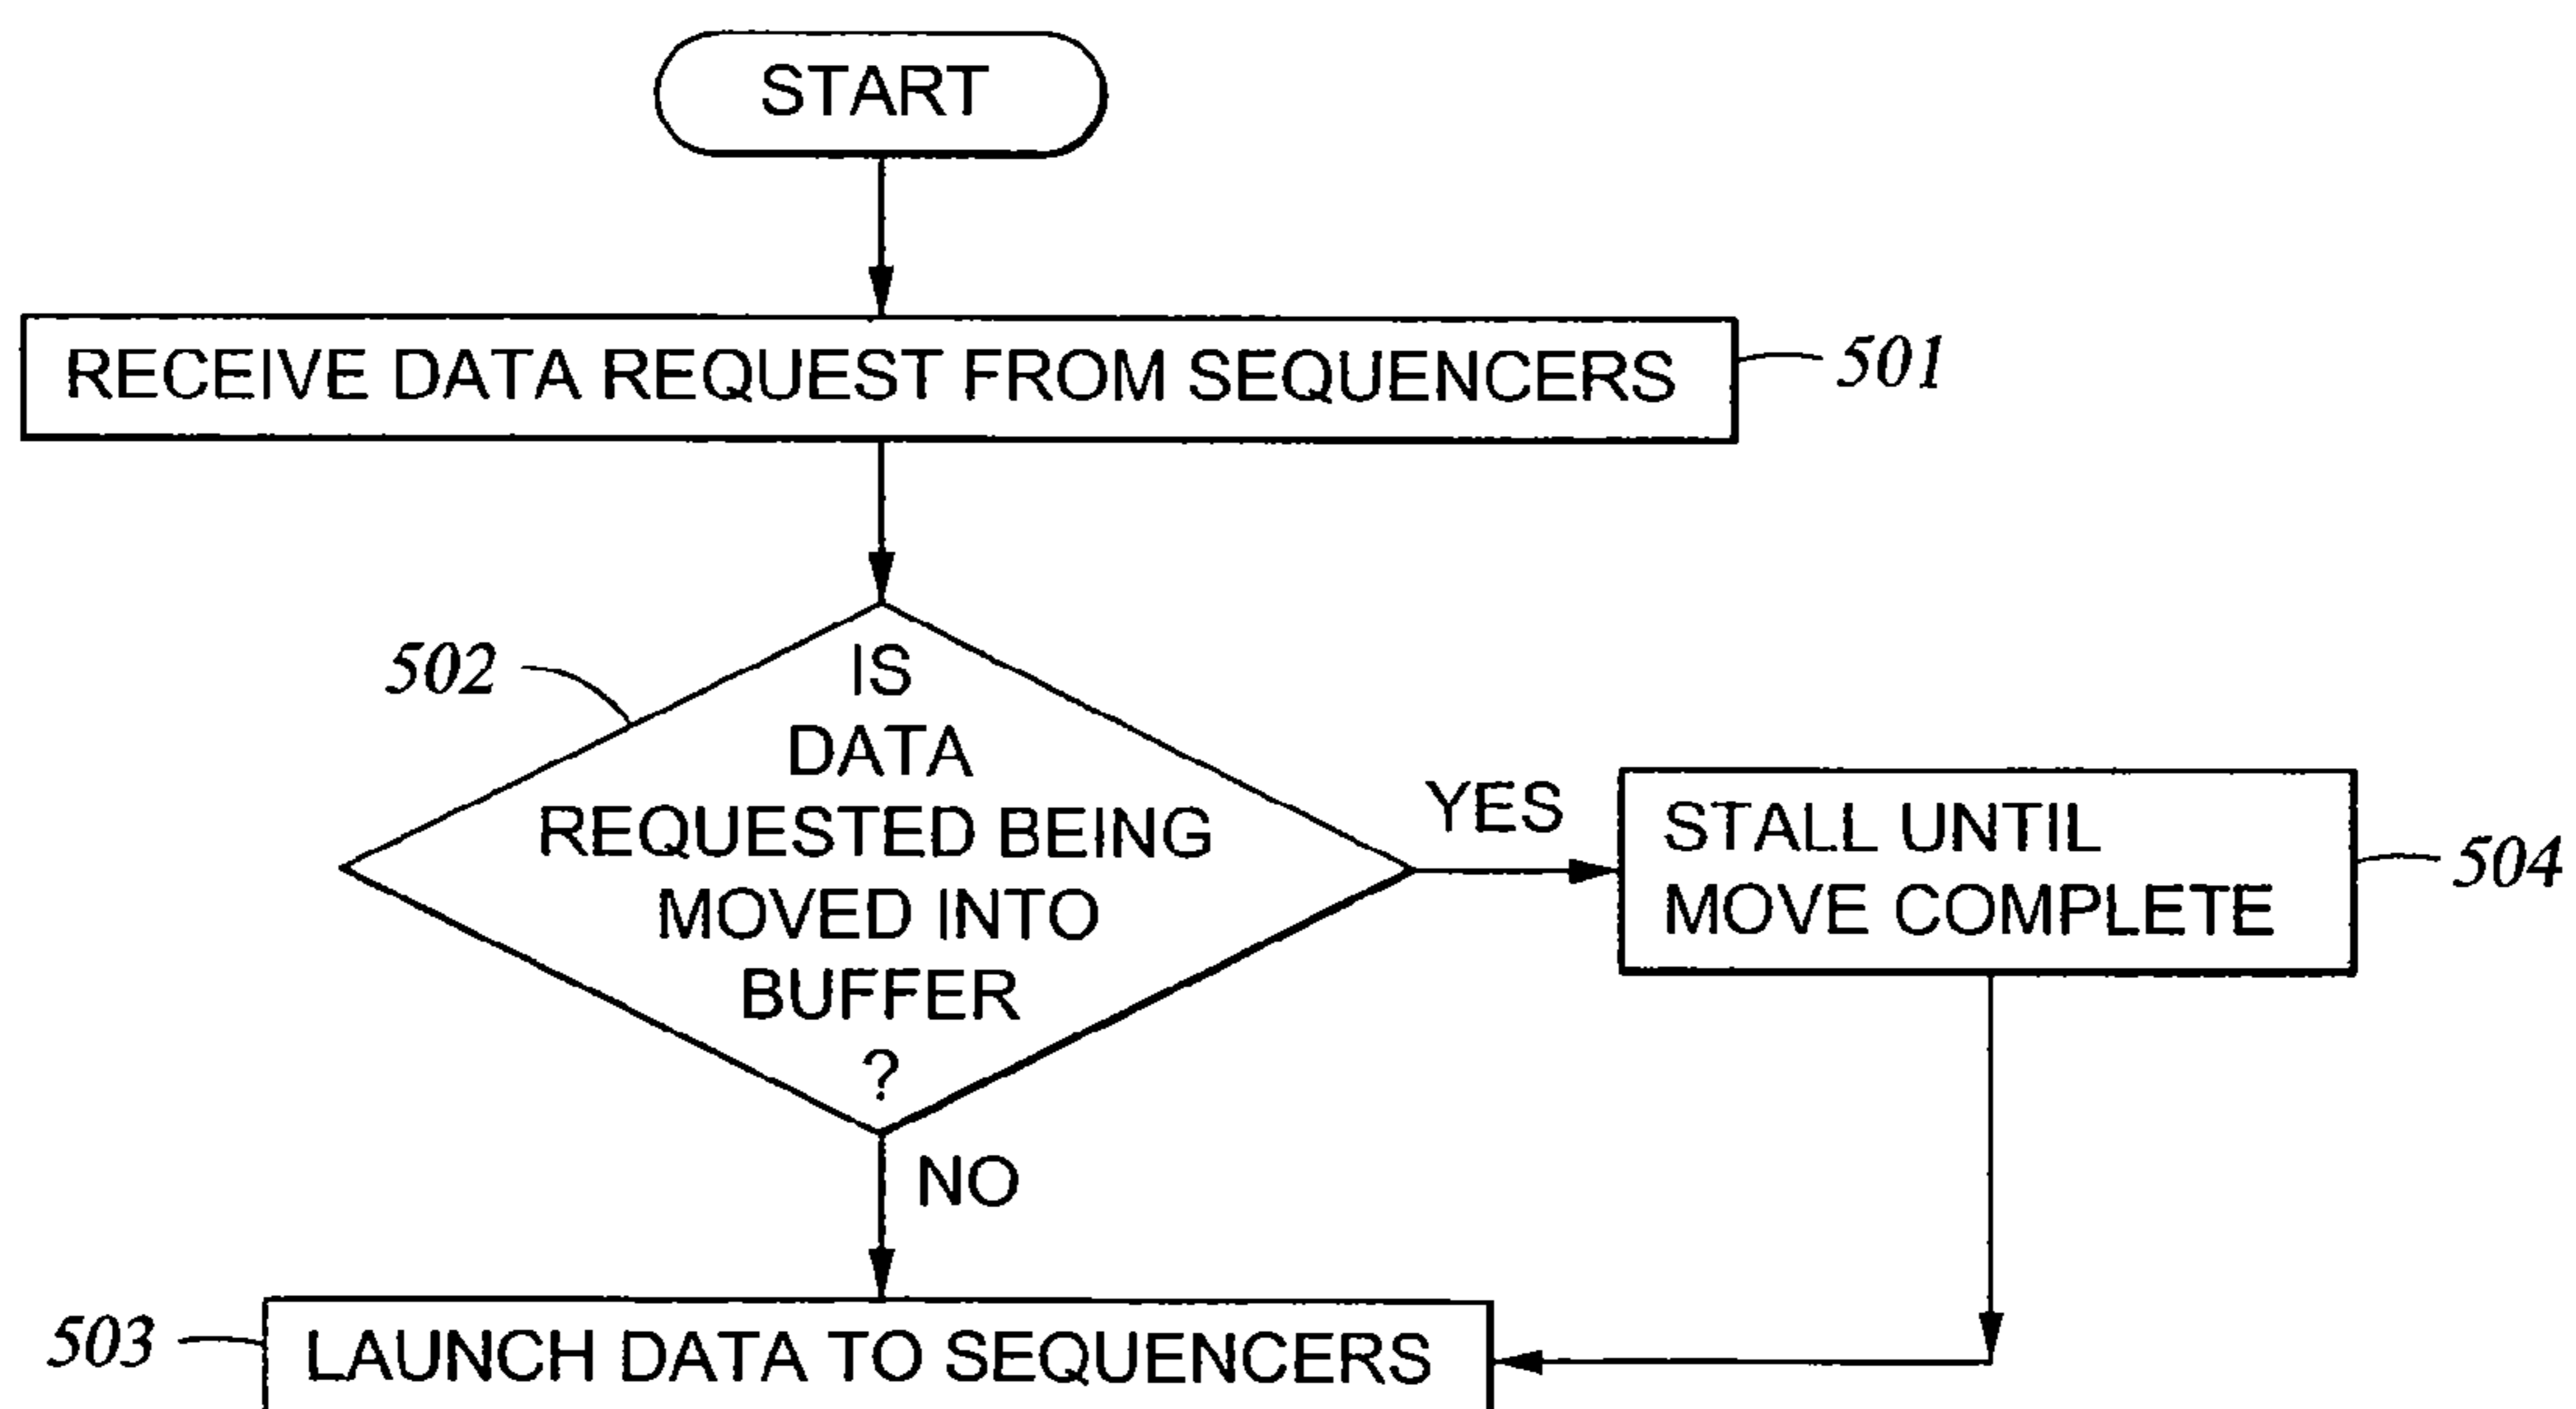 START
RECEIVE DATA REQUEST FROM SEQUENCERS
501
502
IS
DATA
REQUESTED BEING
MOVED INTO
BUFFER
?
YES
STALL UNTIL
MOVE COMPLETE
504
NO
503
LAUNCH DATA TO SEQUENCERS